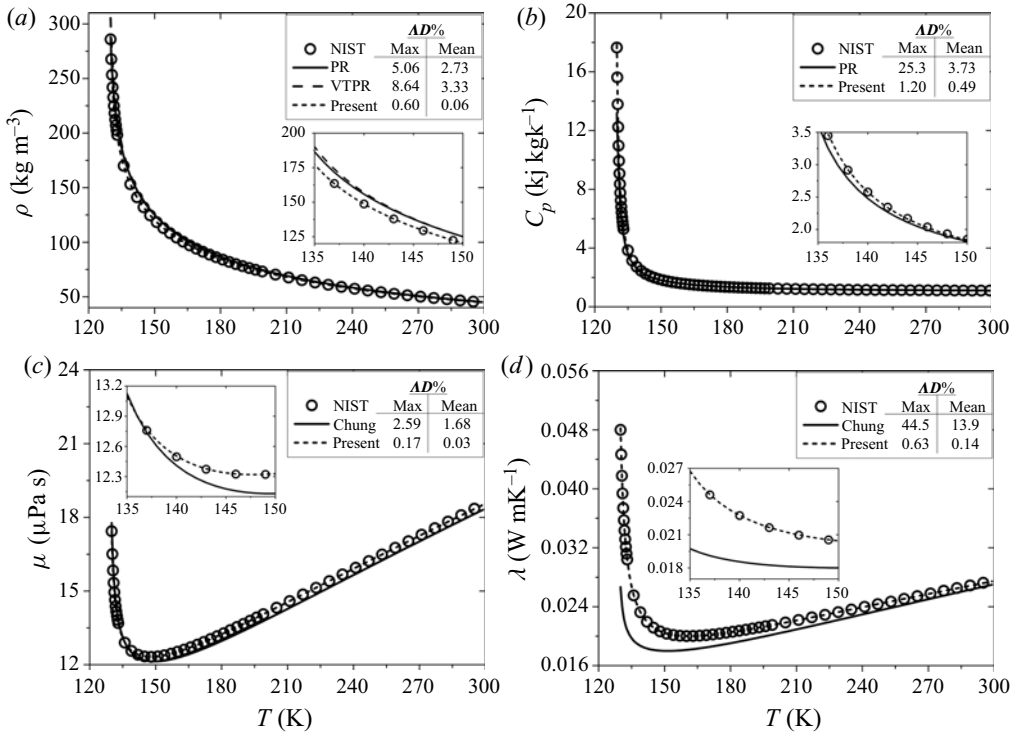 (a)
ρ (kg m⁻³)
300
250
200
150
100
50
120 150 180 210 240 270 300
ΛD%
NIST Max Mean
PR 5.06 2.73
VTPR 8.64 3.33
Present 0.60 0.06
200
175
150
125
135 140 145 150
(b)
C_p (kj kgk⁻¹)
20
16
12
8
4
0
120 150 180 210 240 270 300
ΛD%
NIST Max Mean
PR 25.3 3.73
Present 1.20 0.49
3.5
3.0
2.5
2.0
135 140 145 150
(c)
μ (μPa s)
24
21
18
15
12
120 150 180 210 240 270 300
T (K)
ΛD%
NIST Max Mean
Chung 2.59 1.68
Present 0.17 0.03
13.2
12.9
12.6
12.3
135 140 145 150
(d)
λ (W mK⁻¹)
0.056
0.048
0.040
0.032
0.024
0.016
120 150 180 210 240 270 300
T (K)
ΛD%
NIST Max Mean
Chung 44.5 13.9
Present 0.63 0.14
0.027
0.024
0.021
0.018
135 140 145 150